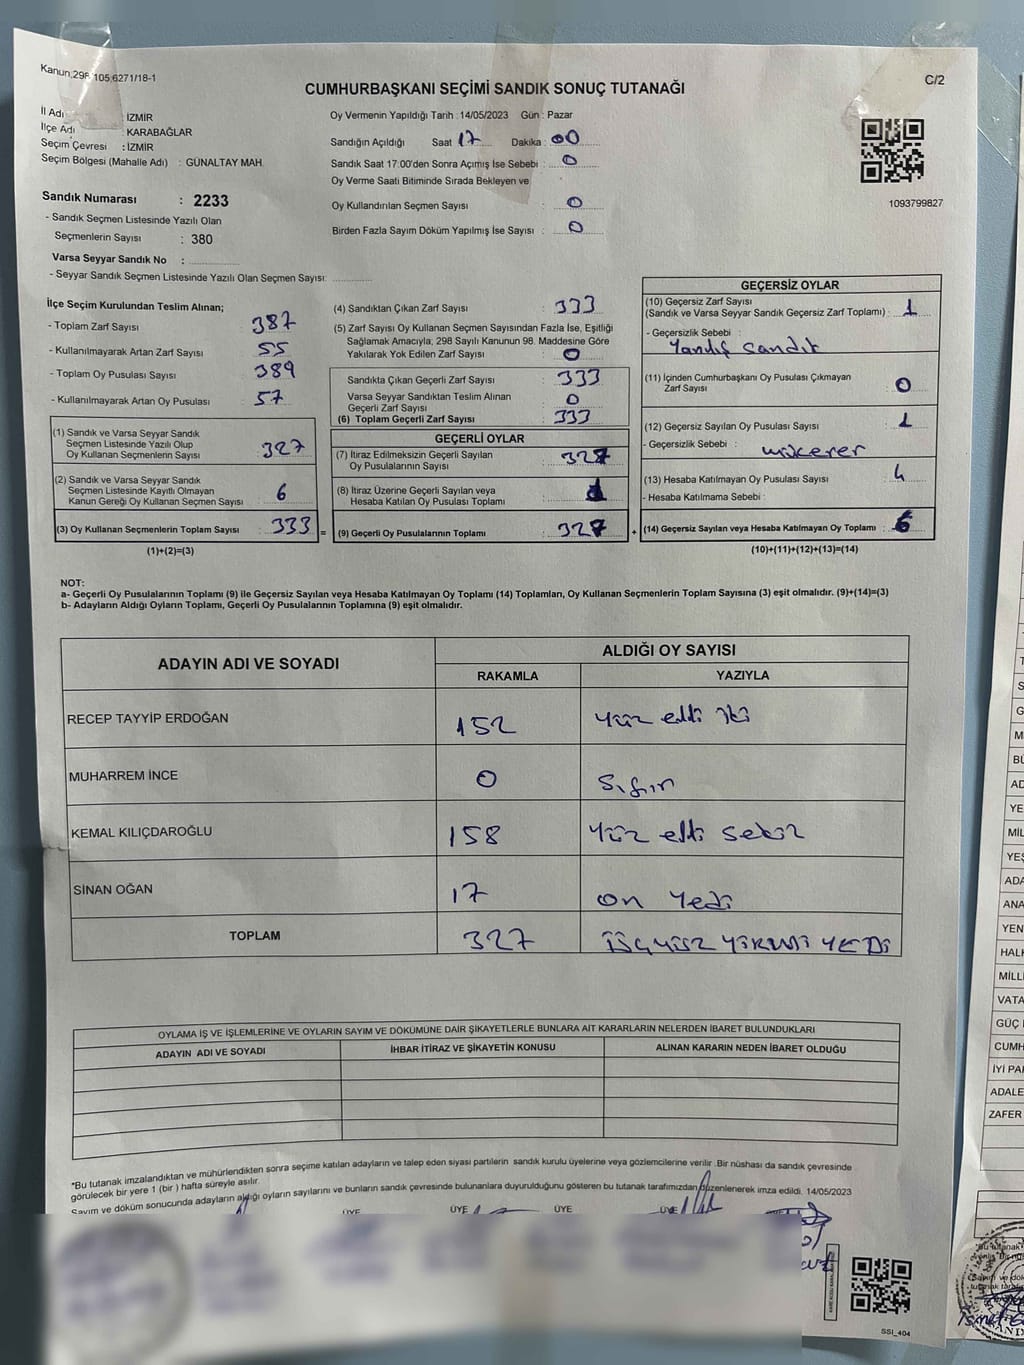 Kanun;298, 105,6271/18-1
C/2
CUMHURBAŞKANI SEÇİMİ SANDIK SONUÇ TUTANAĞI
İl Adı : İZMİR
İlçe Adı : KARABAĞLAR
Seçim Çevresi : İZMİR
Seçim Bölgesi (Mahalle Adı) : GÜNALTAY MAH.
Sandık Numarası : 2233
- Sandık Seçmen Listesinde Yazılı Olan
Seçmenlerin Sayısı : 380
Varsa Seyyar Sandık No :
- Seyyar Sandık Seçmen Listesinde Yazılı Olan Seçmen Sayısı:
Oy Vermenin Yapıldığı Tarih : 14/05/2023 Gün : Pazar
Sandığın Açıldığı Saat 17 Dakika : 00
Sandık Saat 17:00'den Sonra Açımış İse Sebebi : 0
Oy Verme Saati Bitiminde Sırada Bekleyen ve
Oy Kullandırılan Seçmen Sayısı : 0
Birden Fazla Sayım Döküm Yapılmış İse Sayısı : 0
1093799827
İlçe Seçim Kurulundan Teslim Alınan;
- Toplam Zarf Sayısı : 387
- Kullanılmayarak Artan Zarf Sayısı : 55
- Toplam Oy Pusulası Sayısı : 389
- Kullanılmayarak Artan Oy Pusulası : 57
(1) Sandık ve Varsa Seyyar Sandık
Seçmen Listesinde Yazılı Olup
Oy Kullanan Seçmenlerin Sayısı : 327
(2) Sandık ve Varsa Seyyar Sandık
Seçmen Listesinde Kayıtlı Olmayan
Kanun Gereği Oy Kullanan Seçmen Sayısı : 6
(3) Oy Kullanan Seçmenlerin Toplam Sayısı : 333 =
(1)+(2)=(3)
(4) Sandıktan Çıkan Zarf Sayısı : 333
(5) Zarf Sayısı Oy Kullanan Seçmen Sayısından Fazla İse, Eşitliği
Sağlamak Amacıyla; 298 Sayılı Kanunun 98. Maddesine Göre
Yakılarak Yok Edilen Zarf Sayısı : 0
Sandıkta Çıkan Geçerli Zarf Sayısı : 333
Varsa Seyyar Sandıktan Teslim Alınan
Geçerli Zarf Sayısı : 0
(6) Toplam Geçerli Zarf Sayısı : 333
GEÇERLİ OYLAR
(7) İtiraz Edilmeksizin Geçerli Sayılan
Oy Pusulalarının Sayısı : 327
(8) İtiraz Üzerine Geçerli Sayılan veya
Hesaba Katılan Oy Pusulası Toplamı :
(9) Geçerli Oy Pusulalarının Toplamı : 327 +
GEÇERSİZ OYLAR
(10) Geçersiz Zarf Sayısı
(Sandık ve Varsa Seyyar Sandık Geçersiz Zarf Toplamı) : 1
- Geçersizlik Sebebi :
Yandış sandık
(11) İçinden Cumhurbaşkanı Oy Pusulası Çıkmayan
Zarf Sayısı : 0
(12) Geçersiz Sayılan Oy Pusulası Sayısı : 1
- Geçersizlik Sebebi : mükerer
(13) Hesaba Katılmayan Oy Pusulası Sayısı : 4
- Hesaba Katılmama Sebebi :
(14) Geçersiz Sayılan veya Hesaba Katılmayan Oy Toplamı : 6
(10)+(11)+(12)+(13)=(14)
NOT:
a- Geçerli Oy Pusulalarının Toplamı (9) ile Geçersiz Sayılan veya Hesaba Katılmayan Oy Toplamı (14) Toplamları, Oy Kullanan Seçmenlerin Toplam Sayısına (3) eşit olmalıdır. (9)+(14)=(3)
b- Adayların Aldığı Oyların Toplamı, Geçerli Oy Pusulalarının Toplamına (9) eşit olmalıdır.
ADAYIN ADI VE SOYADI
ALDIĞI OY SAYISI
RAKAMLA YAZIYLA
RECEP TAYYİP ERDOĞAN 152 Yüz elli iki
MUHARREM İNCE 0 Sıfır
KEMAL KILIÇDAROĞLU 158 Yüz elli sekiz
SİNAN OĞAN 17 on Yedi
TOPLAM 327 ÜÇYÜZ YİRMİ YEDİ
OYLAMA İŞ VE İŞLEMLERİNE VE OYLARIN SAYIM VE DÖKÜMÜNE DAİR ŞİKAYETLERLE BUNLARA AİT KARARLARIN NELERDEN İBARET BULUNDUKLARI
ADAYIN ADI VE SOYADI İHBAR İTİRAZ VE ŞİKAYETİN KONUSU ALINAN KARARIN NEDEN İBARET OLDUĞU
*Bu tutanak imzalandıktan ve mühürlendikten sonra seçime katılan adayların ve talep eden siyasi partilerin sandık kurulu üyelerine veya gözlemcilerine verilir .Bir nüshası da sandık çevresinde
görülecek bir yere 1 (bir ) hafta süreyle asılır.
Sayım ve döküm sonucunda adayların aldığı oyların sayılarını ve bunların sandık çevresinde bulunanlara duyurulduğunu gösteren bu tutanak tarafımızdan düzenlenerek imza edildi. 14/05/2023
ÜYE ÜYE ÜYE ÜYE
SSI_404
MİL
YEŞ
ADA
ANA
YEN
HAL
MİLLİ
VATA
GÜÇ
CUMH
İYİ PA
ADALE
ZAFER